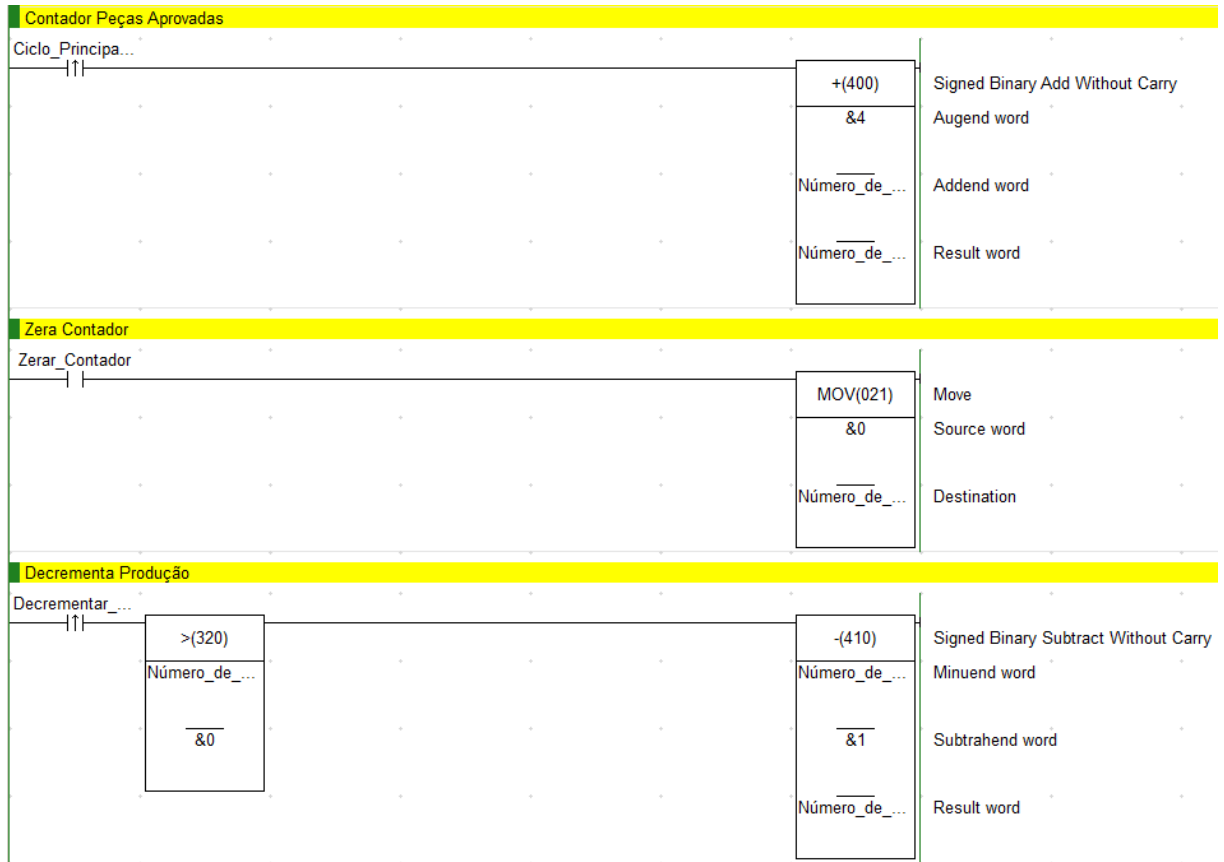 Contador Peças Aprovadas
Ciclo_Principa...
+(400) Signed Binary Add Without Carry
&4 Augend word
Número_de_... Addend word
Número_de_... Result word
Zera Contador
Zerar_Contador
MOV(021) Move
&0 Source word
Número_de_... Destination
Decrementa Produção
Decrementar_...
>(320) -(410) Signed Binary Subtract Without Carry
Número_de_... Número_de_... Minuend word
&0 &1 Subtrahend word
Número_de_... Result word